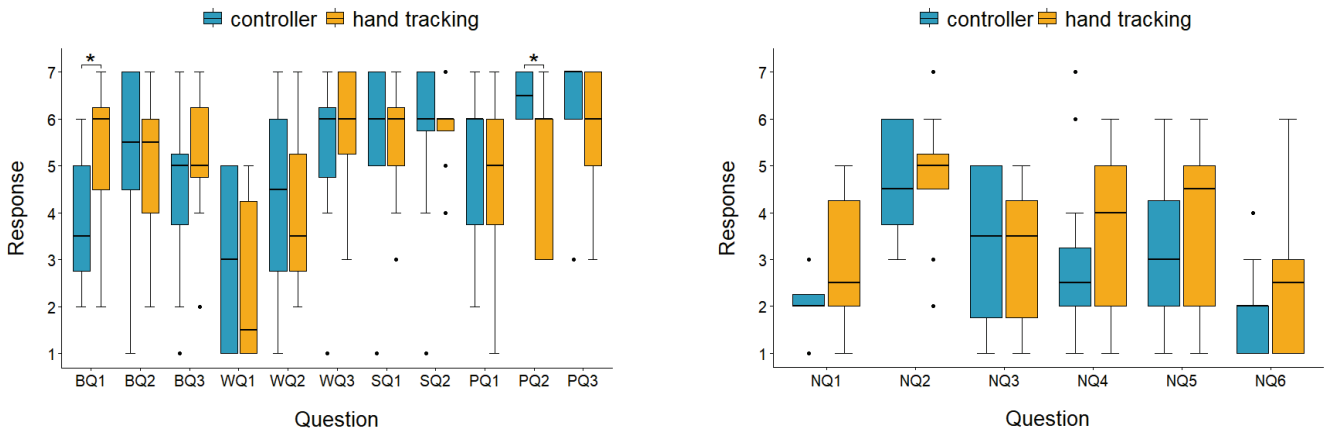 controller hand tracking
Response
7
6
5
4
3
2
1
* *
BQ1 BQ2 BQ3 WQ1 WQ2 WQ3 SQ1 SQ2 PQ1 PQ2 PQ3
Question
controller hand tracking
Response
7
6
5
4
3
2
1
NQ1 NQ2 NQ3 NQ4 NQ5 NQ6
Question